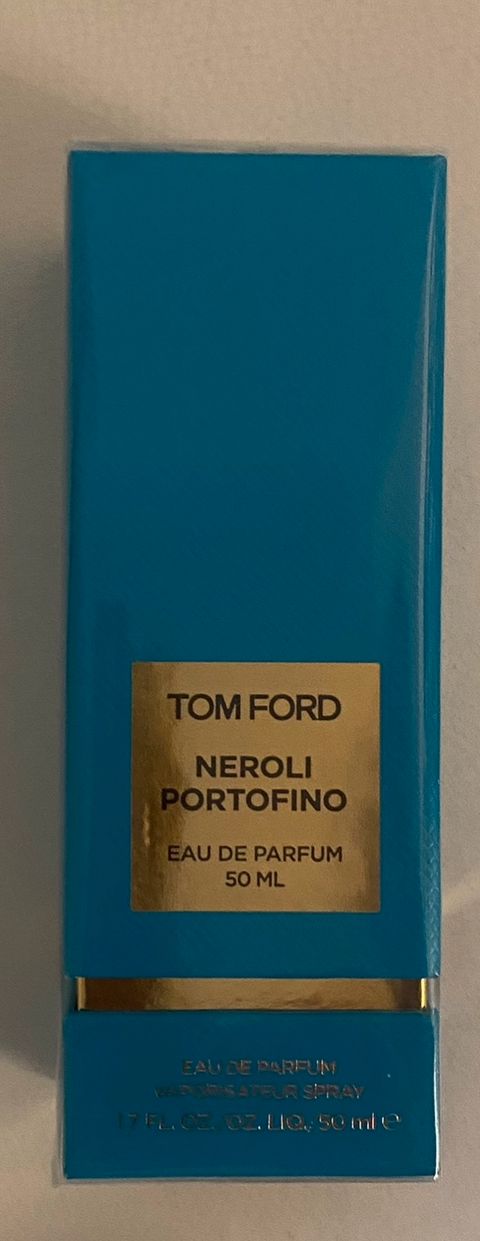 TOM FORD
NEROLI
PORTOFINO
EAU DE PARFUM
50 ML
EAU DE PARFUM
VAPORISATEUR SPRAY
1.7 FL. OZ./OZ. LIQ./50 ml ℮